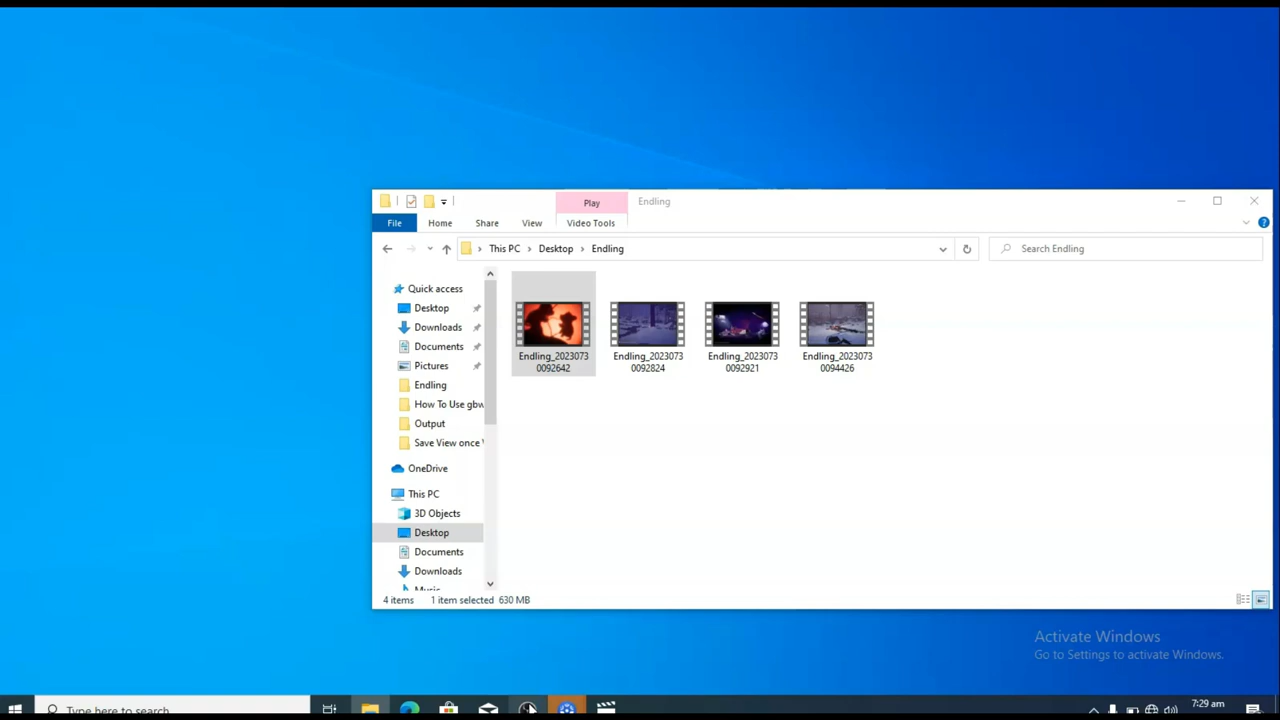 Play
Endling
File
Home
Share
View
Video Tools
This PC
Desktop
Endling
Search Endling
Quick access
Desktop
Downloads
Documents
Pictures
Endling
How To Use gbw
Output
Save View once
OneDrive
This PC
3D Objects
Desktop
Documents
Downloads
Music
Endling_2023073
0092642
Endling_2023073
0092824
Endling_2023073
0092921
Endling_2023073
0094426
4 items
1 item selected 630 MB
Activate Windows
Go to Settings to activate Windows.
Type here to search
7:29 am